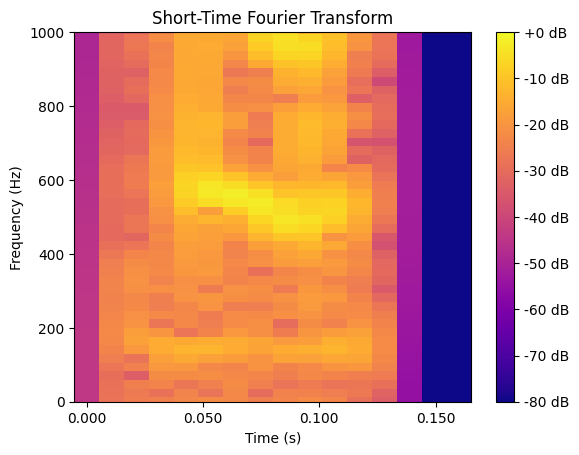 Short-Time Fourier Transform
1000
800
600
400
200
0
Frequency (Hz)
0.000
0.050
0.100
0.150
Time (s)
+0 dB
-10 dB
-20 dB
-30 dB
-40 dB
-50 dB
-60 dB
-70 dB
-80 dB